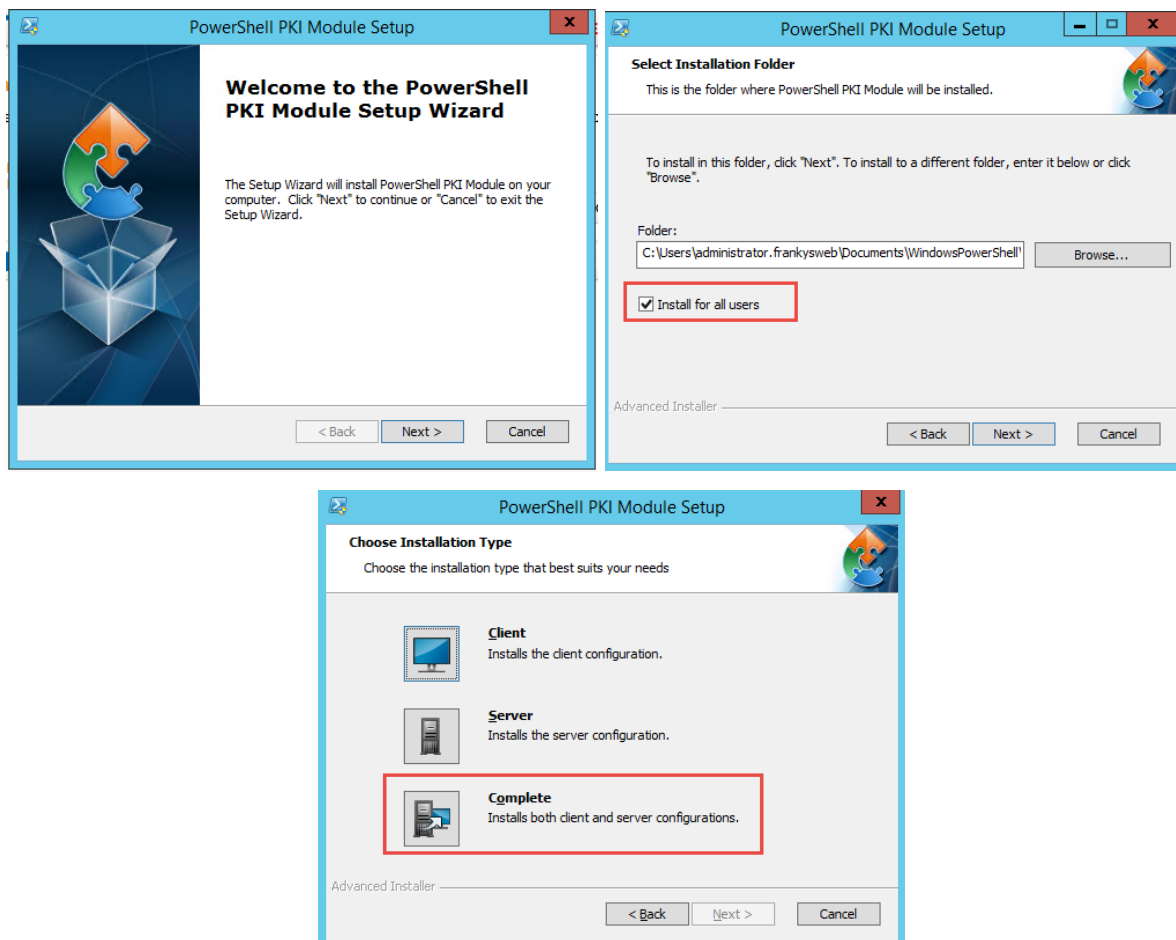 PowerShell PKI Module Setup
x
Welcome to the PowerShell
PKI Module Setup Wizard
The Setup Wizard will install PowerShell PKI Module on your
computer. Click "Next" to continue or "Cancel" to exit the
Setup Wizard.
< Back
Next >
Cancel
PowerShell PKI Module Setup
x
Select Installation Folder
This is the folder where PowerShell PKI Module will be installed.
To install in this folder, click "Next". To install to a different folder, enter it below or click
"Browse".
Folder:
C:\Users\administrator.frankysweb\Documents\WindowsPowerShell\
Browse...
Install for all users
Advanced Installer
< Back
Next >
Cancel
PowerShell PKI Module Setup
x
Choose Installation Type
Choose the installation type that best suits your needs
Client
Installs the client configuration.
Server
Installs the server configuration.
Complete
Installs both client and server configurations.
Advanced Installer
< Back
Next >
Cancel